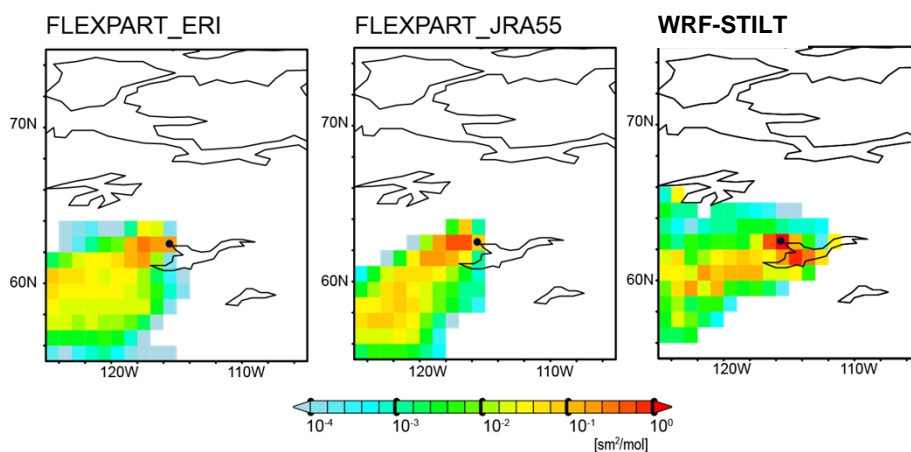 FLEXPART_ERI FLEXPART_JRA55 WRF-STILT
70N 70N
60N 60N 60N
120W 110W 120W 110W 120W 110W
10⁻⁴ 10⁻³ 10⁻² 10⁻¹ 10⁰
[sm²/mol]